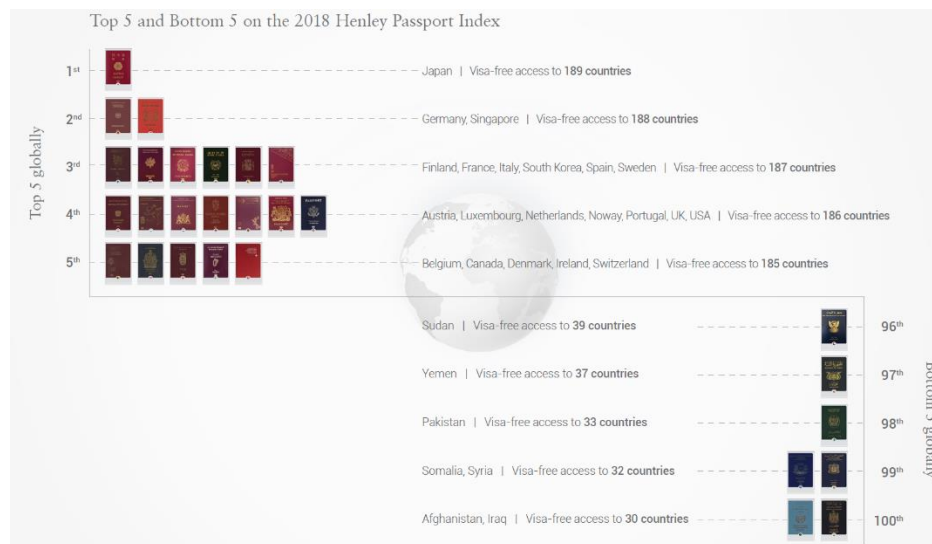 Top 5 and Bottom 5 on the 2018 Henley Passport Index
Top 5 globally
1st Japan | Visa-free access to 189 countries
2nd Germany, Singapore | Visa-free access to 188 countries
3rd Finland, France, Italy, South Korea, Spain, Sweden | Visa-free access to 187 countries
4th Austria, Luxembourg, Netherlands, Noway, Portugal, UK, USA | Visa-free access to 186 countries
5th Belgium, Canada, Denmark, Ireland, Switzerland | Visa-free access to 185 countries
Sudan | Visa-free access to 39 countries 96th
Yemen | Visa-free access to 37 countries 97th
Pakistan | Visa-free access to 33 countries 98th
Somalia, Syria | Visa-free access to 32 countries 99th
Afghanistan, Iraq | Visa-free access to 30 countries 100th
Bottom 5 globally